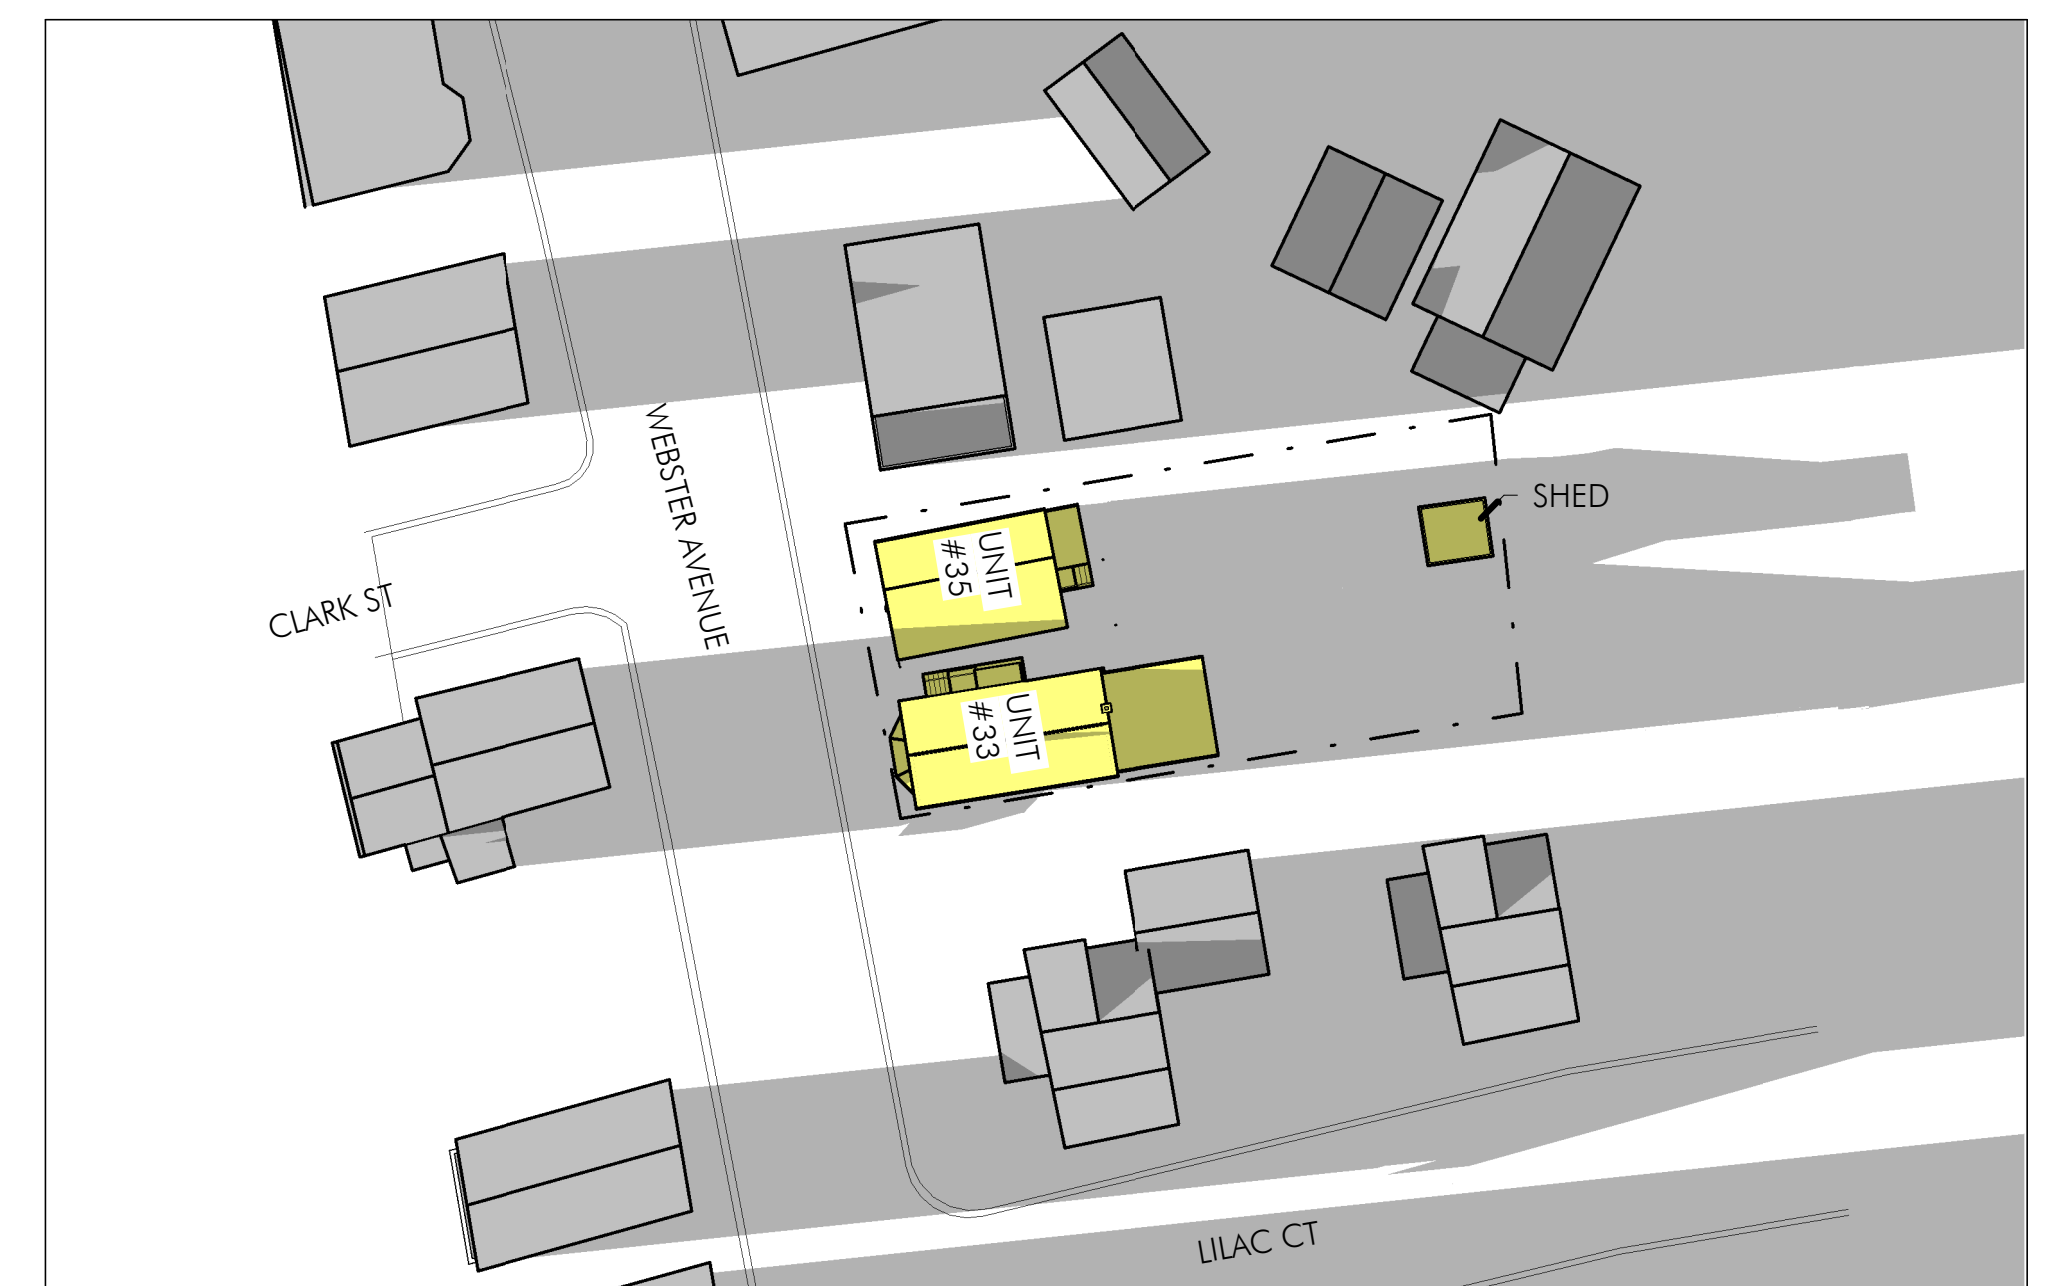 WEBSTER AVENUE
SHED
UNIT
#35
CLARK ST
UNIT
#33
LILAC CT